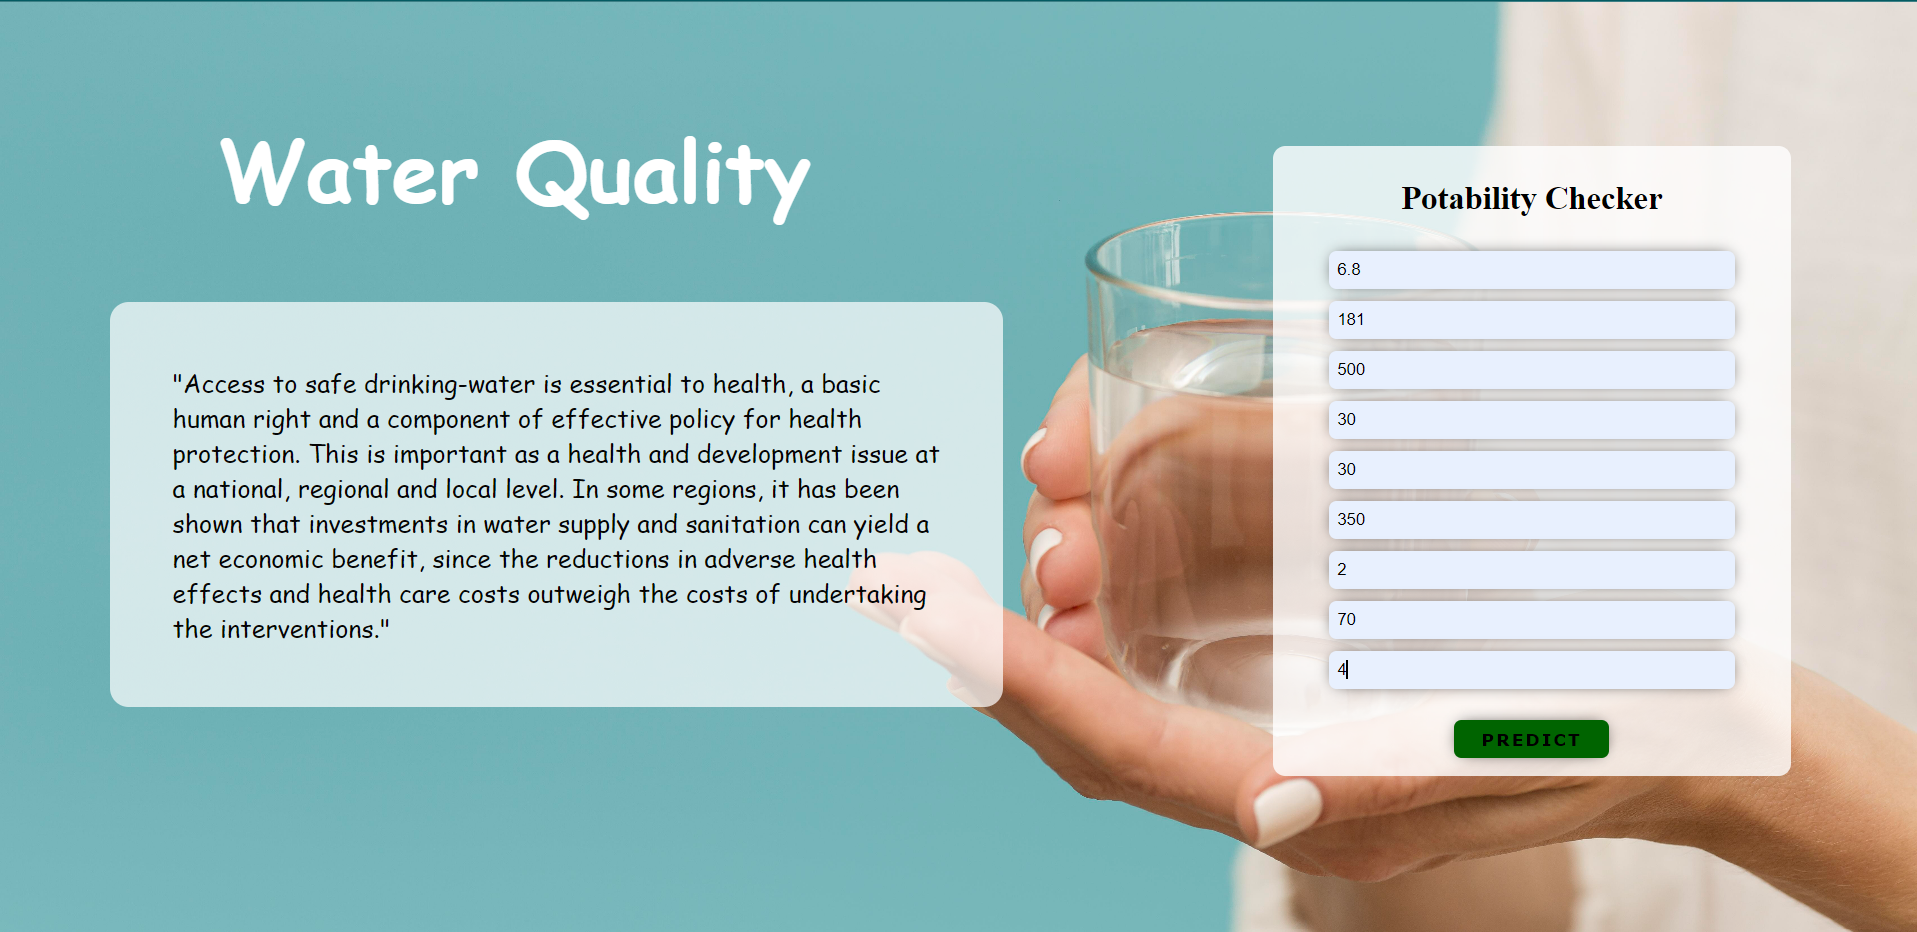 Water Quality
"Access to safe drinking-water is essential to health, a basic
human right and a component of effective policy for health
protection. This is important as a health and development issue at
a national, regional and local level. In some regions, it has been
shown that investments in water supply and sanitation can yield a
net economic benefit, since the reductions in adverse health
effects and health care costs outweigh the costs of undertaking
the interventions."
Potability Checker
6.8
181
500
30
30
350
2
70
4
PREDICT